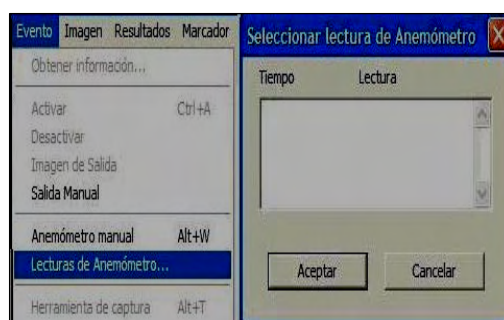 Evento Imagen Resultados Marcador
Obtener información...
Activar Ctrl+A
Desactivar
Imagen de Salida
Salida Manual
Anemómetro manual Alt+W
Lecturas de Anemómetro...
Herramienta de captura Alt+T
Seleccionar lectura de Anemómetro
Tiempo Lectura
Aceptar Cancelar